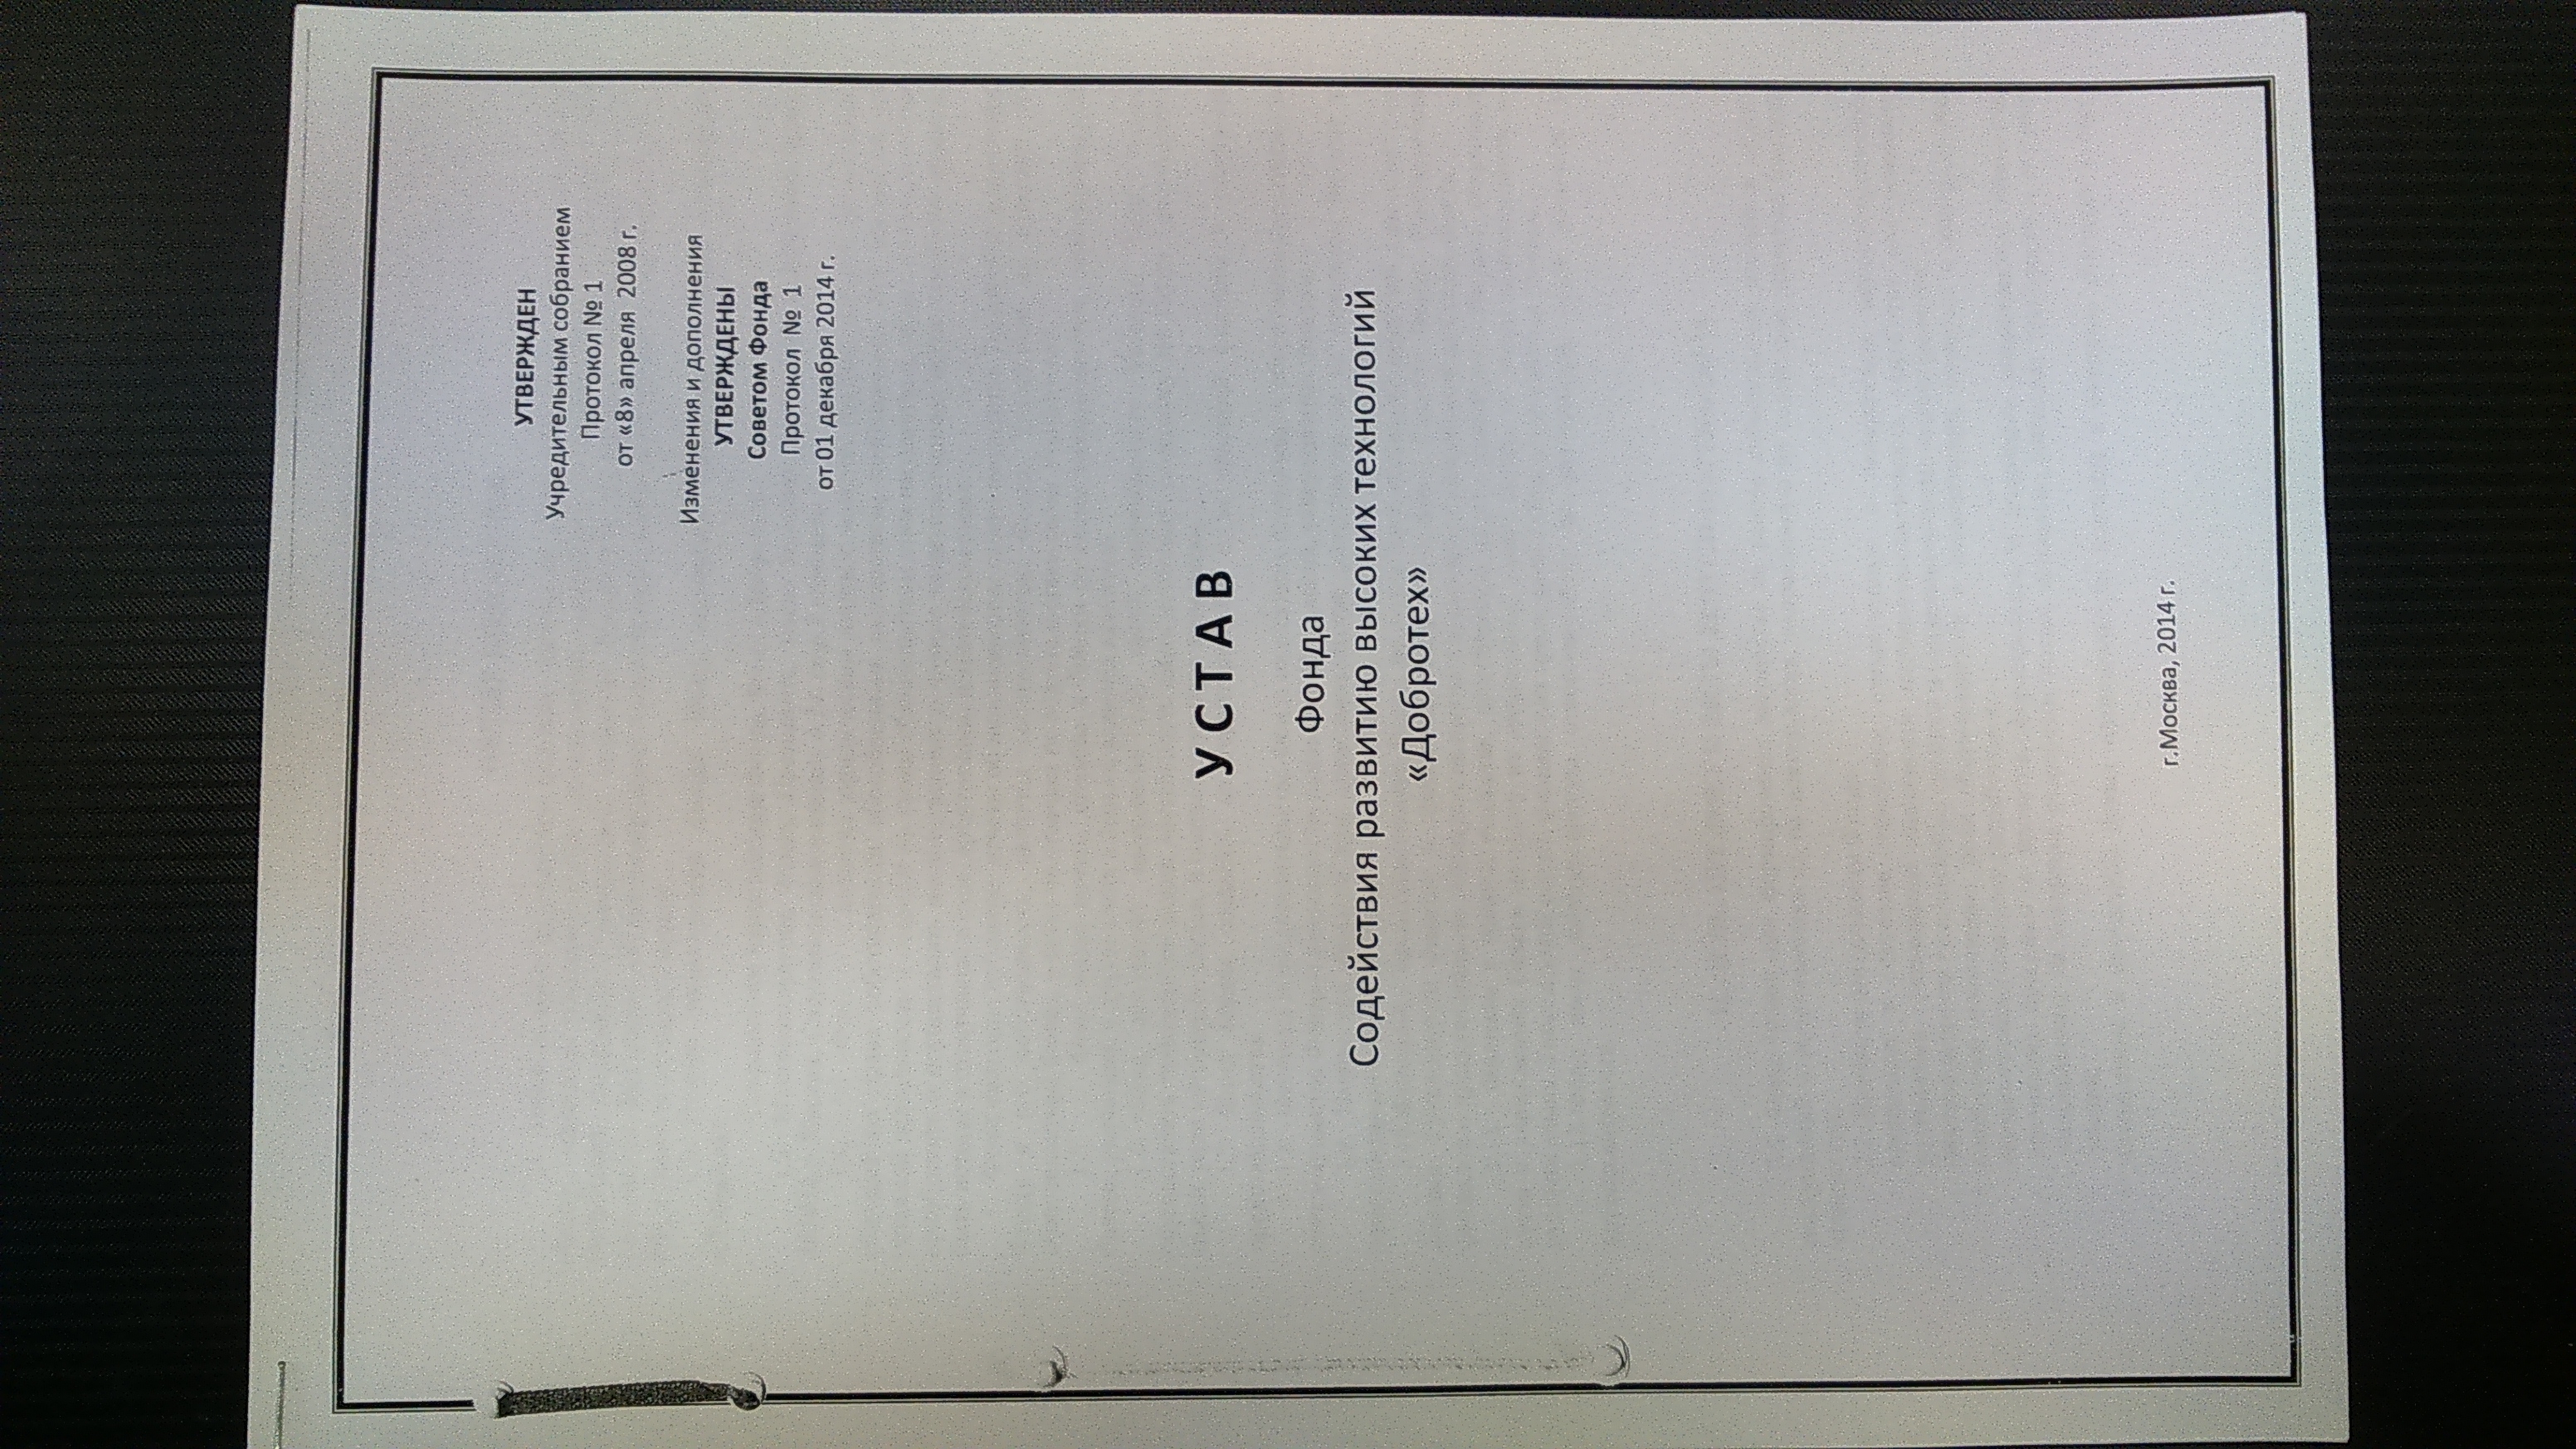 УТВЕРЖДЕН
Учредительным собранием
Протокол № 1
от «8» апреля 2008 г.
Изменения и дополнения
УТВЕРЖДЕНЫ
Советом Фонда
Протокол № 1
от 01 декабря 2014 г.
У С Т А В
Фонда
Содействия развитию высоких технологий
«Добротех»
г.Москва, 2014 г.